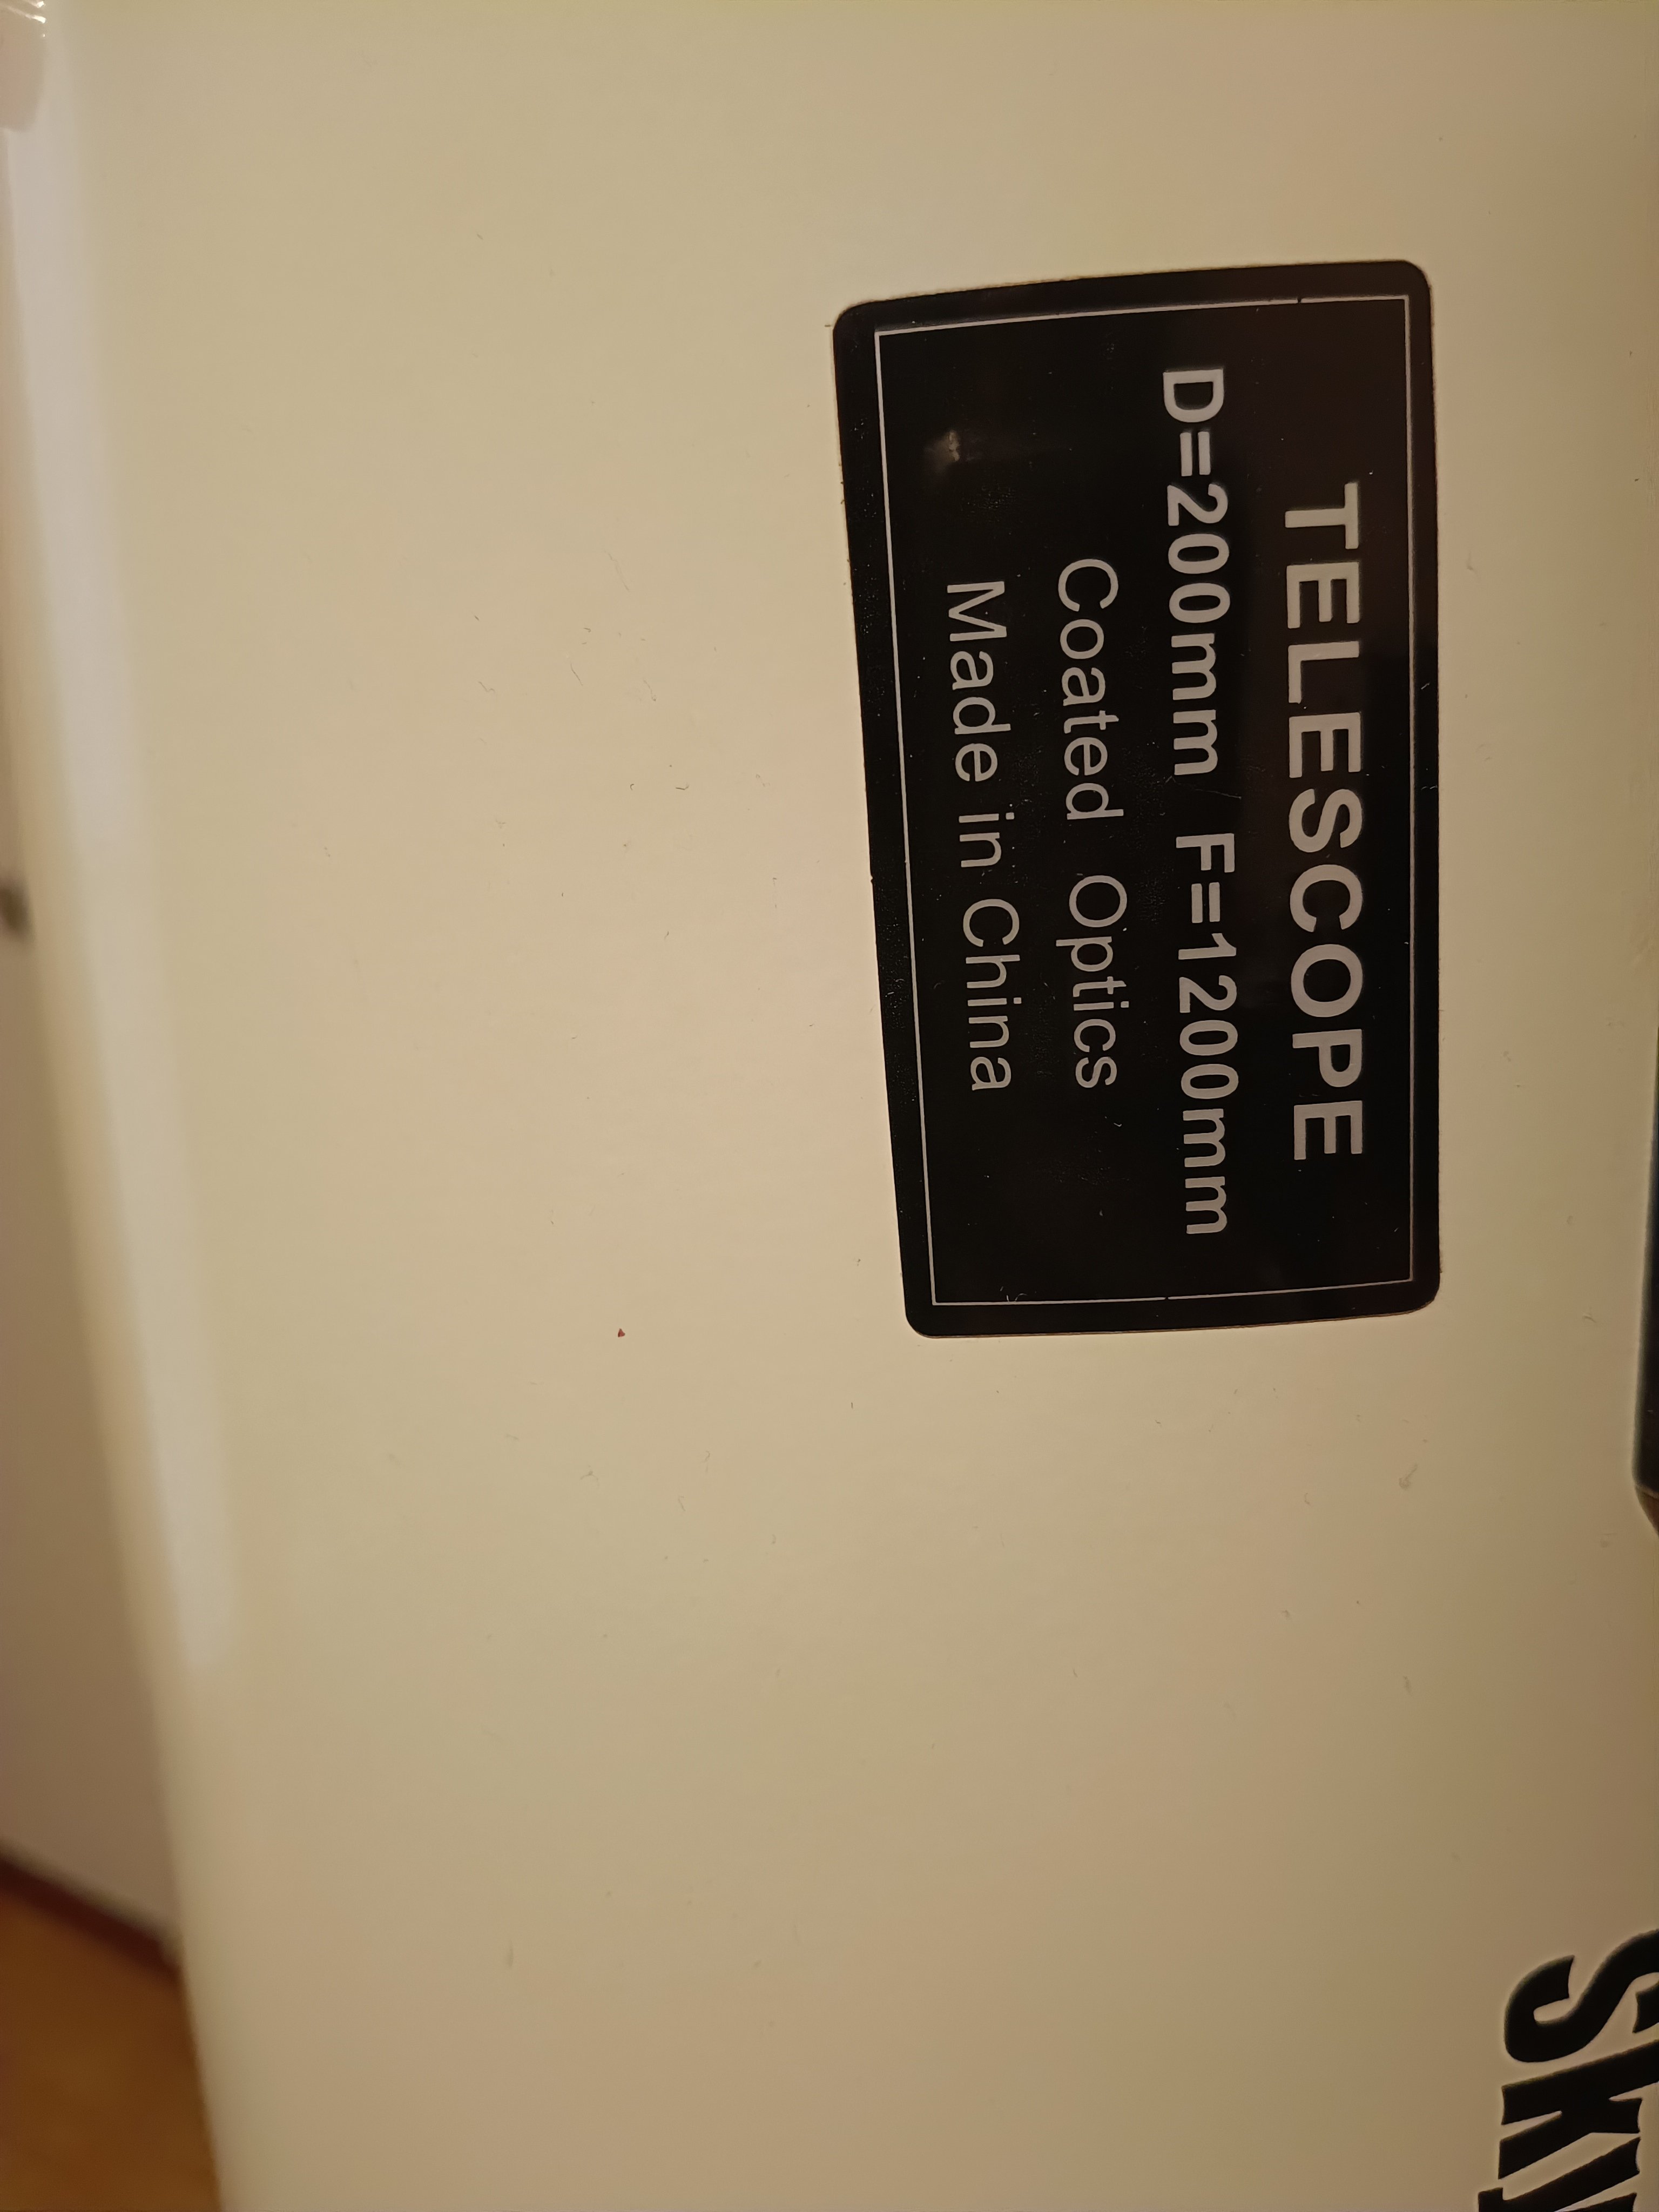 TELESCOPE
D=200mm F=1200mm
Coated Optics
Made in China